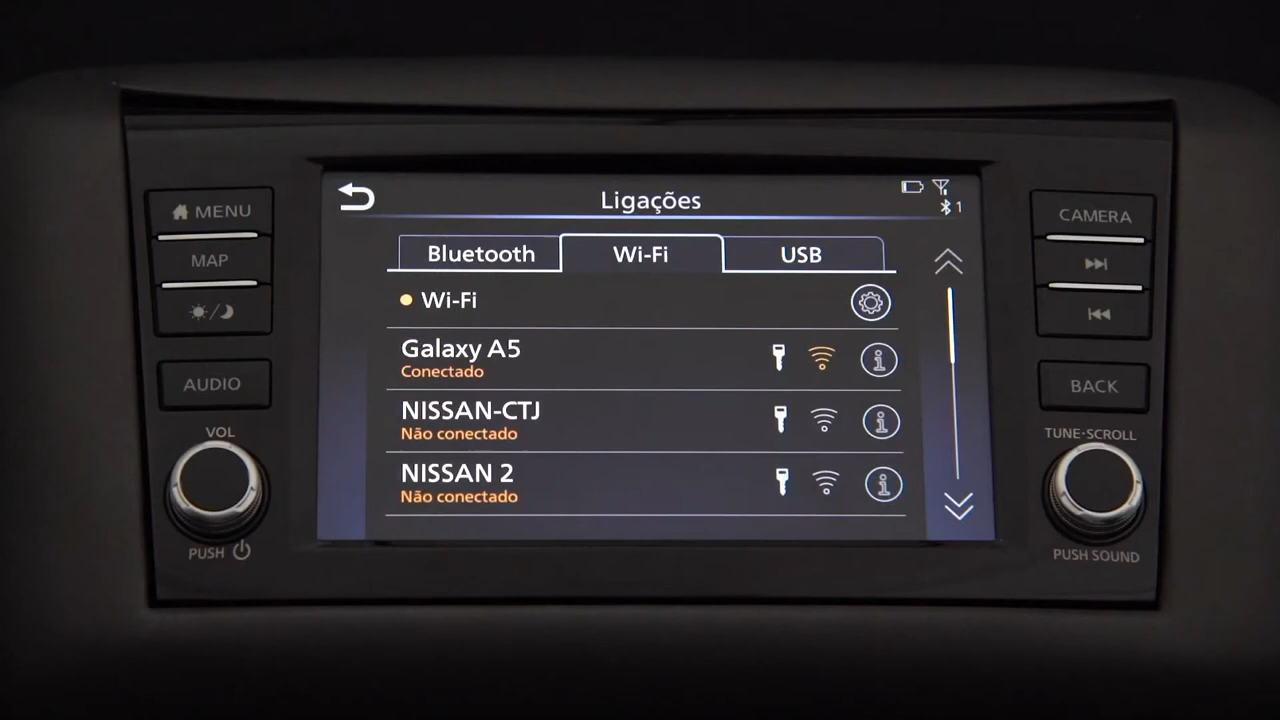 MENU
MAP
AUDIO
VOL
PUSH
Ligações
1
Bluetooth
Wi-Fi
USB
Wi-Fi
Galaxy A5
Conectado
NISSAN-CTJ
Não conectado
NISSAN 2
Não conectado
CAMERA
BACK
TUNE·SCROLL
PUSH SOUND